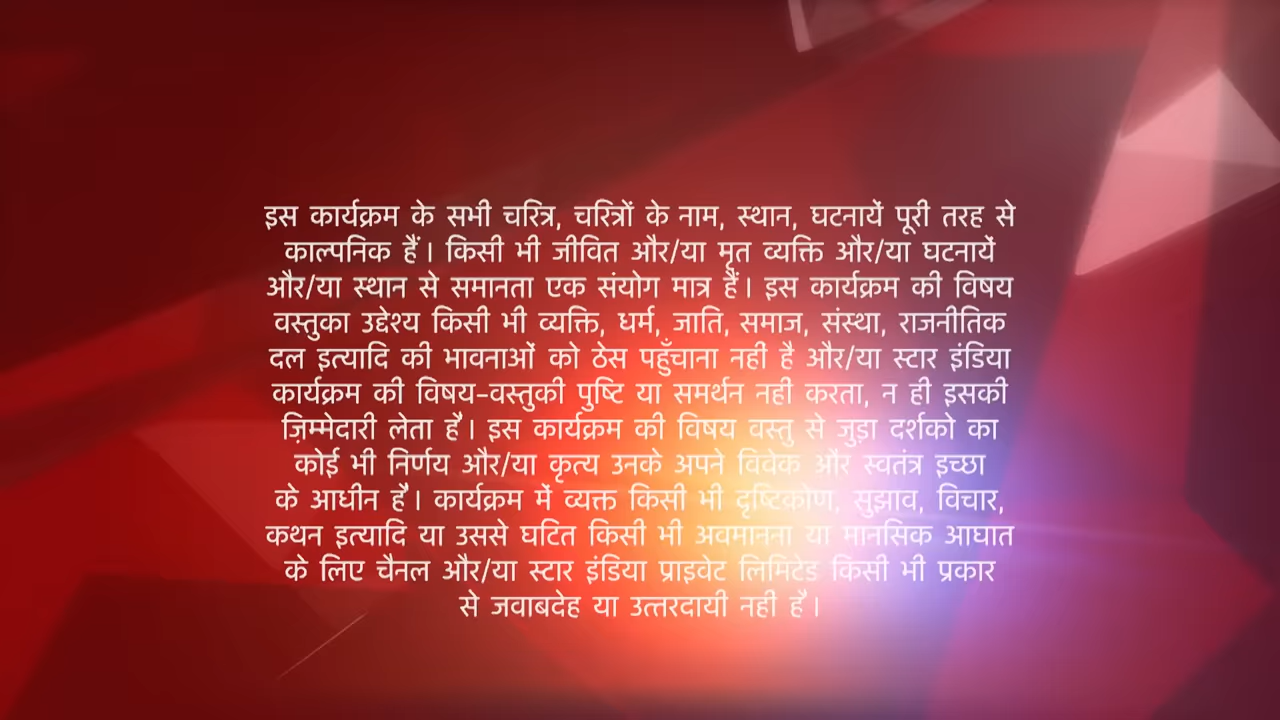 इस कार्यक्रम के सभी चरित्र, चरित्रों के नाम, स्थान, घटनायें पूरी तरह से
काल्पनिक हैं। किसी भी जीवित और/या मृत व्यक्ति और/या घटनायें
और/या स्थान से समानता एक संयोग मात्र हैं। इस कार्यक्रम की विषय
वस्तुका उद्देश्य किसी भी व्यक्ति, धर्म, जाति, समाज, संस्था, राजनीतिक
दल इत्यादि की भावनाओं को ठेस पहुँचाना नहीं है और/या स्टार इंडिया
कार्यक्रम की विषय-वस्तुकी पुष्टि या समर्थन नही करता, न ही इसकी
ज़िम्मेदारी लेता है। इस कार्यक्रम की विषय वस्तु से जुड़ा दर्शको का
कोई भी निर्णय और/या कृत्य उनके अपने विवेक और स्वतंत्र इच्छा
के आधीन है। कार्यक्रम में व्यक्त किसी भी दृष्टिकोण, सुझाव, विचार,
कथन इत्यादि या उससे घटित किसी भी अवमानना या मानसिक आघात
के लिए चैनल और/या स्टार इंडिया प्राइवेट लिमिटेड किसी भी प्रकार
से जवाबदेह या उत्तरदायी नही है।